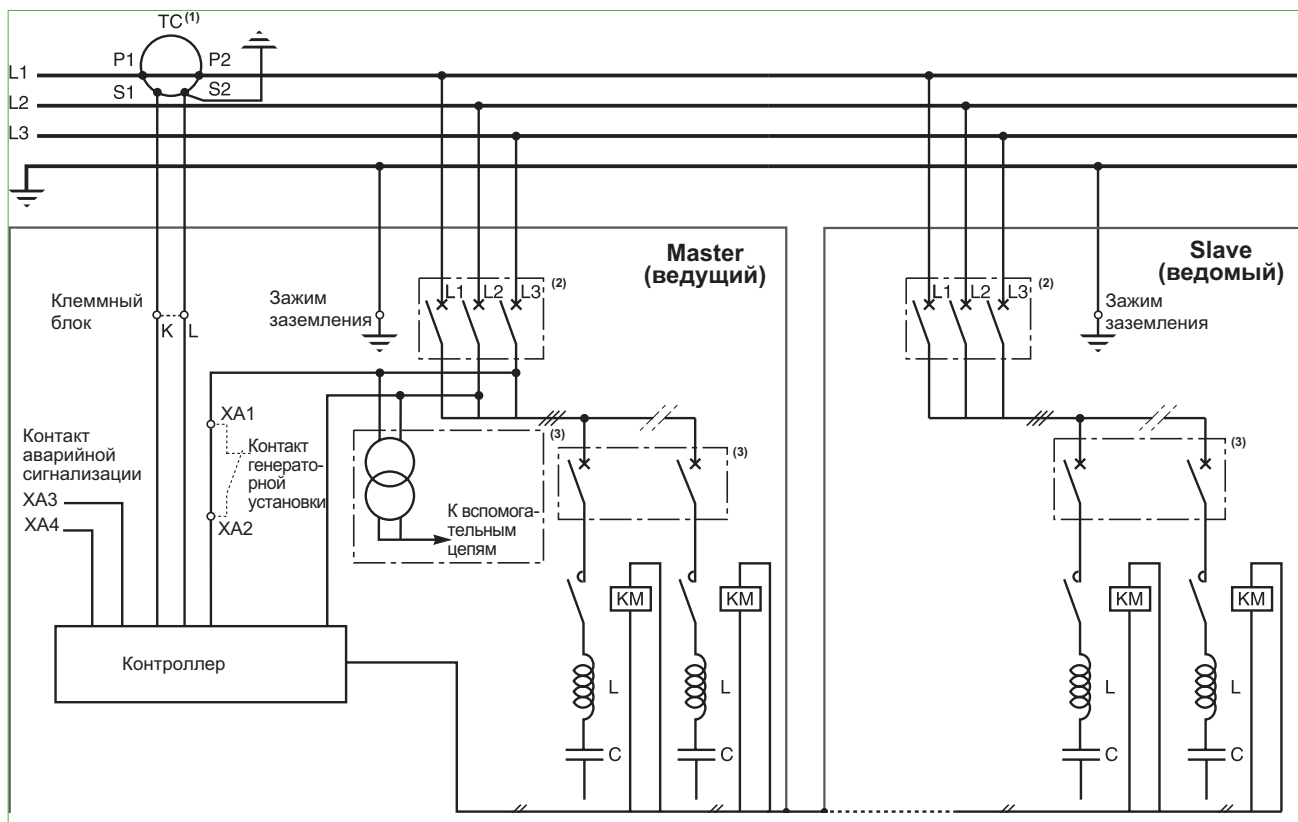 TC (1)
P1 P2
L1
S1 S2
L2
L3
Master
(ведущий)
Slave
(ведомый)
Клеммный
блок
K L
Зажим
заземления
L1 L2 L3 (2)
L1 L2 L3 (2)
Зажим
заземления
XA1
(3)
(3)
(3)
Контакт
аварийной
сигнализации
Контакт
генерато-
рной
установки
XA3
XA4
XA2
К вспомога-
тельным
цепям
KM KM KM KM
Контроллер
L L L L
C C C C